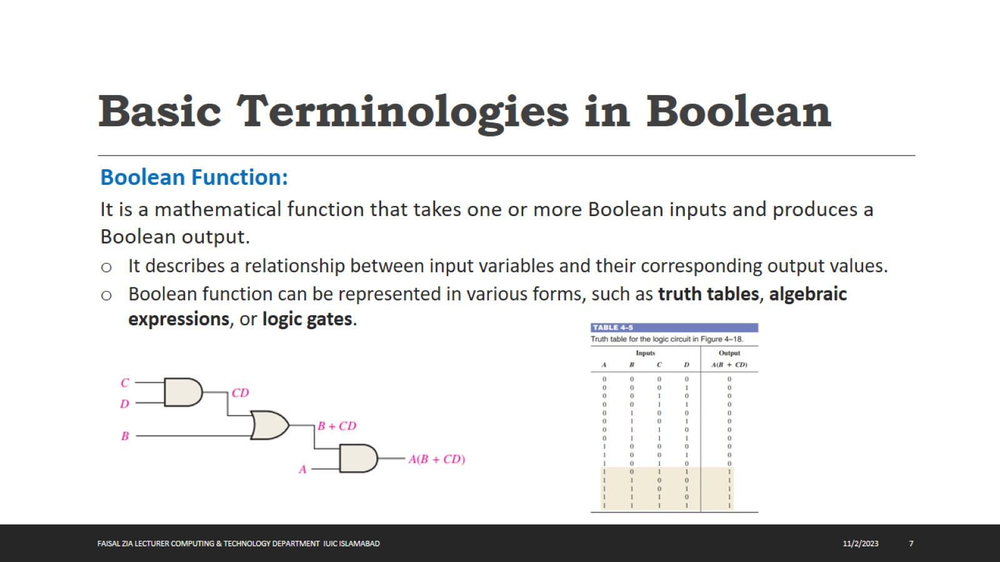 Basic Terminologies in Boolean
Boolean Function:
It is a mathematical function that takes one or more Boolean inputs and produces a
Boolean output.
o It describes a relationship between input variables and their corresponding output values.
o Boolean function can be represented in various forms, such as truth tables, algebraic
expressions, or logic gates.
C
D
CD
B
B + CD
A
A(B + CD)
TABLE 4–5
Truth table for the logic circuit in Figure 4–18.
Inputs Output
A B C D A(B + CD)
0 0 0 0 0
0 0 0 1 0
0 0 1 0 0
0 0 1 1 0
0 1 0 0 0
0 1 0 1 0
0 1 1 0 0
0 1 1 1 0
1 0 0 0 0
1 0 0 1 0
1 0 1 0 0
1 0 1 1 1
1 1 0 0 1
1 1 0 1 1
1 1 1 0 1
1 1 1 1 1
FAISAL ZIA LECTURER COMPUTING & TECHNOLOGY DEPARTMENT IUIC ISLAMABAD 11/2/2023 7